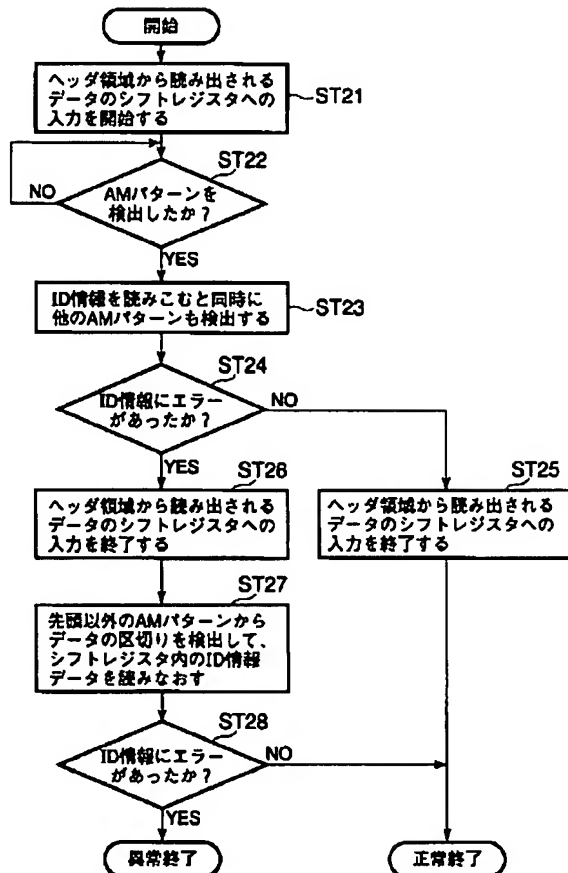 開始
ヘッダ領域から読み出される
データのシフトレジスタへの
入力を開始する
ST21
ST22
NO
AMパターンを
検出したか?
YES
ID情報を読みこむと同時に
他のAMパターンも検出する
ST23
ST24
ID情報にエラー
があったか?
NO
YES
ST26
ヘッダ領域から読み出される
データのシフトレジスタへの
入力を終了する
ST25
ヘッダ領域から読み出される
データのシフトレジスタへの
入力を終了する
ST27
先頭以外のAMパターンから
データの区切りを検出して、
シフトレジスタ内のID情報
データを読みなおす
ST28
ID情報にエラー
があったか?
NO
YES
異常終了
正常終了